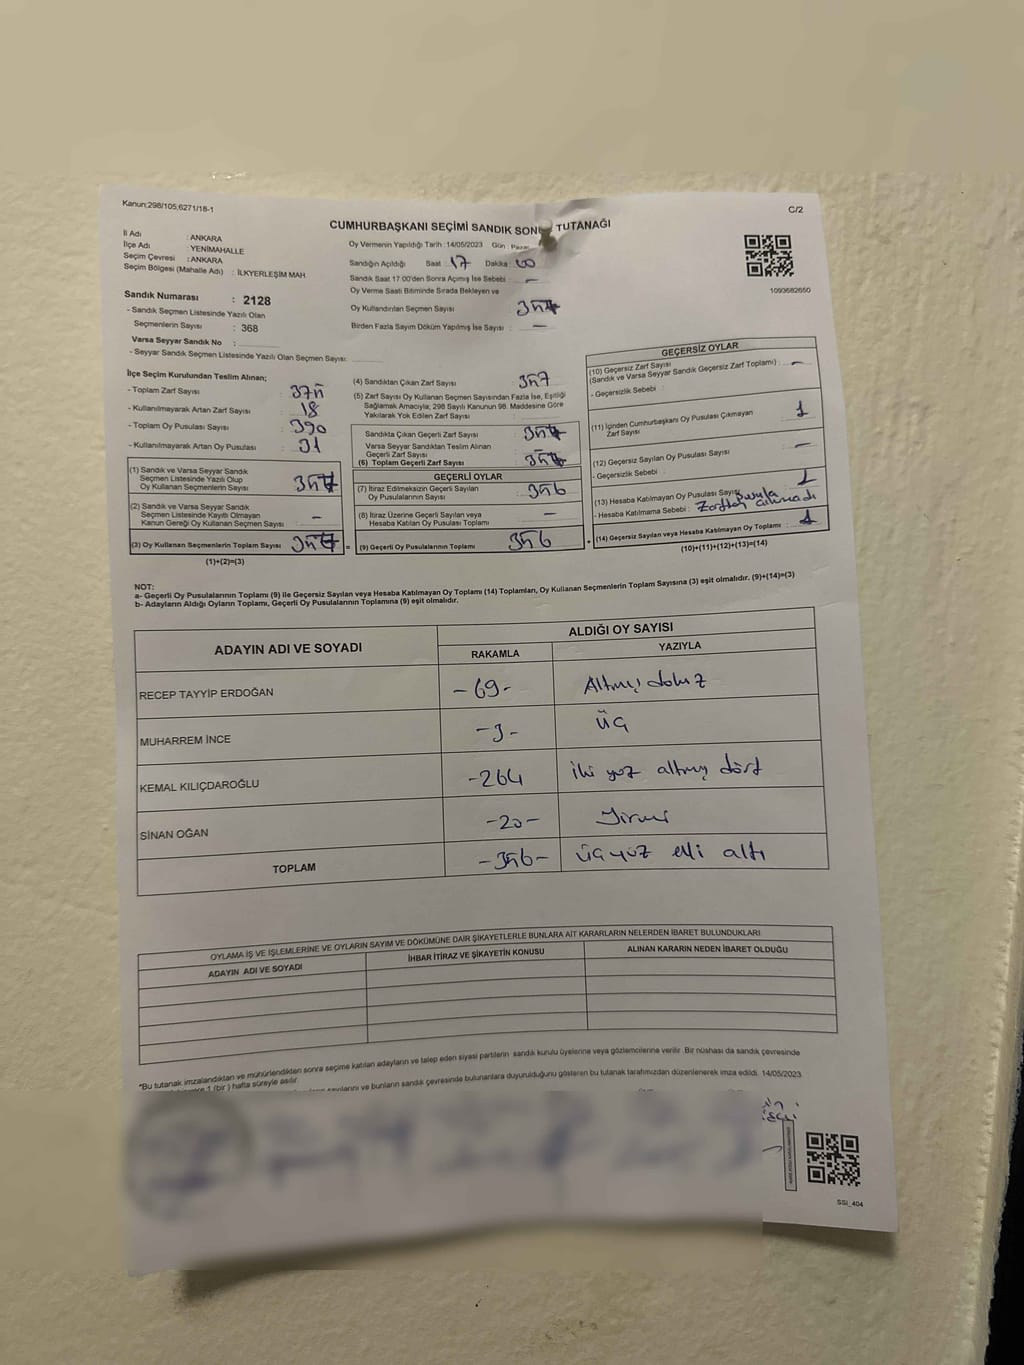 Kanun;298/105,6271/18-1
C/2
CUMHURBAŞKANI SEÇİMİ SANDIK SONU TUTANAĞI
İl Adı : ANKARA
İlçe Adı : YENİMAHALLE
Seçim Çevresi : ANKARA
Seçim Bölgesi (Mahalle Adı) : İLKYERLEŞİM MAH.
Oy Vermenin Yapıldığı Tarih :14/05/2023 Gün : Pazar
Sandığın Açıldığı Saat : 17 Dakika : 00
Sandık Saat 17:00'den Sonra Açımış İse Sebebi : -
Oy Verme Saati Bitiminde Sırada Bekleyen ve
Oy Kullandırılan Seçmen Sayısı :
Birden Fazla Sayım Döküm Yapılmış İse Sayısı : -
1093682650
Sandık Numarası : 2128
- Sandık Seçmen Listesinde Yazılı Olan
Seçmenlerin Sayısı : 368
Varsa Seyyar Sandık No :
- Seyyar Sandık Seçmen Listesinde Yazılı Olan Seçmen Sayısı:
İlçe Seçim Kurulundan Teslim Alınan;
- Toplam Zarf Sayısı : 375
- Kullanılmayarak Artan Zarf Sayısı : 18
- Toplam Oy Pusulası Sayısı : 390
- Kullanılmayarak Artan Oy Pusulası : 31
(1) Sandık ve Varsa Seyyar Sandık
Seçmen Listesinde Yazılı Olup
Oy Kullanan Seçmenlerin Sayısı : 357
(2) Sandık ve Varsa Seyyar Sandık
Seçmen Listesinde Kayıtlı Olmayan
Kanun Gereği Oy Kullanan Seçmen Sayısı : -
(3) Oy Kullanan Seçmenlerin Toplam Sayısı : 357
(1)+(2)=(3)
(4) Sandıktan Çıkan Zarf Sayısı : 357
(5) Zarf Sayısı Oy Kullanan Seçmen Sayısından Fazla İse, Eşitliği
Sağlamak Amacıyla; 298 Sayılı Kanunun 98. Maddesine Göre
Yakılarak Yok Edilen Zarf Sayısı :
Sandıkta Çıkan Geçerli Zarf Sayısı : 357
Varsa Seyyar Sandıktan Teslim Alınan
Geçerli Zarf Sayısı :
(6) Toplam Geçerli Zarf Sayısı : 357
GEÇERLİ OYLAR
(7) İtiraz Edilmeksizin Geçerli Sayılan
Oy Pusulalarının Sayısı : 356
(8) İtiraz Üzerine Geçerli Sayılan veya
Hesaba Katılan Oy Pusulası Toplamı : -
= (9) Geçerli Oy Pusulalarının Toplamı : 356
GEÇERSİZ OYLAR
(10) Geçersiz Zarf Sayısı
(Sandık ve Varsa Seyyar Sandık Geçersiz Zarf Toplamı) : -
- Geçersizlik Sebebi :
(11) İçinden Cumhurbaşkanı Oy Pusulası Çıkmayan
Zarf Sayısı : 1
(12) Geçersiz Sayılan Oy Pusulası Sayısı : -
- Geçersizlik Sebebi :
(13) Hesaba Katılmayan Oy Pusulası Sayısı : 1
- Hesaba Katılmama Sebebi :
+ (14) Geçersiz Sayılan veya Hesaba Katılmayan Oy Toplamı : 1
(10)+(11)+(12)+(13)=(14)
NOT:
a- Geçerli Oy Pusulasının Toplamı (9) ile Geçersiz Sayılan veya Hesaba Katılmayan Oy Toplamı (14) Toplamları, Oy Kullanan Seçmenlerin Toplam Sayısına (3) eşit olmalıdır. (9)+(14)=(3)
b- Adayların Aldığı Oyların Toplamı, Geçerli Oy Pusulalarının Toplamına (9) eşit olmalıdır.
ADAYIN ADI VE SOYADI
ALDIĞI OY SAYISI
RAKAMLA YAZIYLA
RECEP TAYYİP ERDOĞAN -69- Altmış dokuz
MUHARREM İNCE -3- üç
KEMAL KILIÇDAROĞLU -264 iki yüz altmış dört
SİNAN OĞAN -20- Yirmi
TOPLAM -356- üç yüz elli altı
OYLAMA İŞ VE İŞLEMLERİNE VE OYLARIN SAYIM VE DÖKÜMÜNE DAİR ŞİKAYETLERLE BUNLARA AİT KARARLARIN NELERDEN İBARET BULUNDUKLARI
ADAYIN ADI VE SOYADI İHBAR İTİRAZ VE ŞİKAYETİN KONUSU ALINAN KARARIN NEDEN İBARET OLDUĞU
*Bu tutanak imzalandıktan ve mühürlendikten sonra seçime katılan adayların ve talep eden siyasi partilerin sandık kurulu üyelerine veya gözlemcilerine verilir .Bir nüshası da sandık çevresinde
1 (bir ) hafta süreyle asılır.
sayılarını ve bunların sandık çevresinde bulunanlara duyurulduğunu gösteren bu tutanak tarafımızdan düzenlenerek imza edildi. 14/05/2023
SSİ_404